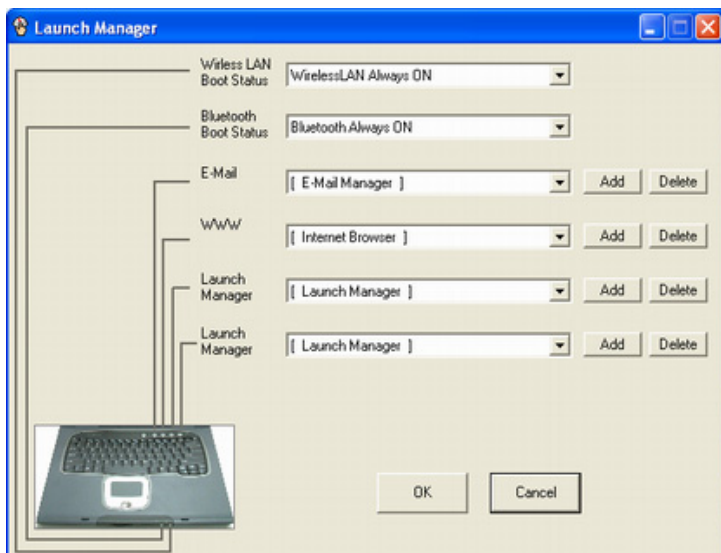 Launch Manager
Wirless LAN
Boot Status
WirelessLAN Always ON
Bluetooth
Boot Status
Bluetooth Always ON
E-Mail
[ E-Mail Manager ]
Add
Delete
WWW
[ Internet Browser ]
Add
Delete
Launch
Manager
[ Launch Manager ]
Add
Delete
Launch
Manager
[ Launch Manager ]
Add
Delete
OK
Cancel